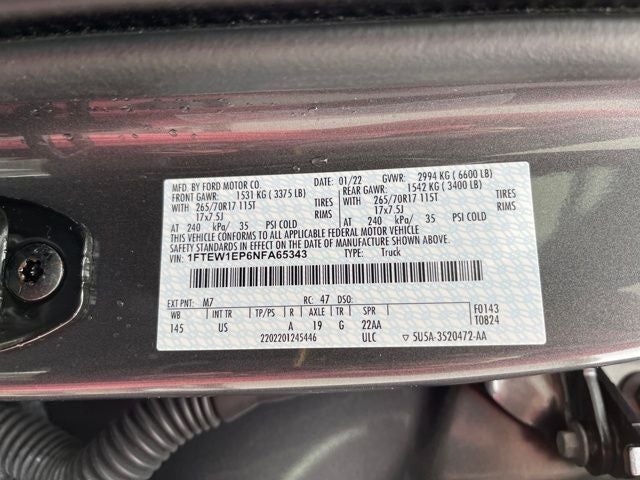 MFD. BY FORD MOTOR CO. DATE: 01/22 GVWR: 2994 KG ( 6600 LB)
FRONT GAWR: 1531 KG ( 3375 LB) REAR GAWR: 1542 KG ( 3400 LB)
WITH 265/70R17 115T TIRES WITH 265/70R17 115T TIRES
17x7.5J RIMS 17x7.5J RIMS
AT 240 kPa/ 35 PSI COLD AT 240 kPa/ 35 PSI COLD
THIS VEHICLE CONFORMS TO ALL APPLICABLE FEDERAL MOTOR VEHICLE
SAFETY STANDARDS IN EFFECT ON THE DATE OF MANUFACTURE SHOWN ABOVE.
VIN: 1FTEW1EP6NFA65343 TYPE: Truck
EXT PNT: M7 RC: 47 DSO:
WB INT TR TP/PS R AXLE TR SPR F0143
145 US A 19 G 22AA T0824
2202201245446 ULC 5U5A-3520472-AA